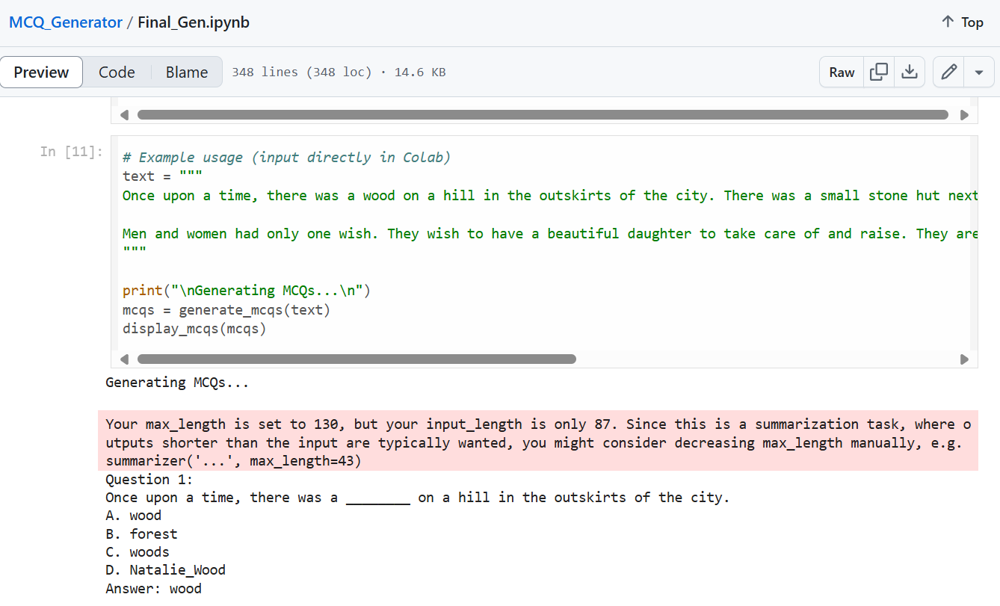 MCQ_Generator / Final_Gen.ipynb
Top
Preview Code Blame 348 lines (348 loc) · 14.6 KB
Raw
In [11]:
# Example usage (input directly in Colab)
text = """
Once upon a time, there was a wood on a hill in the outskirts of the city. There was a small stone hut next
Men and women had only one wish. They wish to have a beautiful daughter to take care of and raise. They are
"""
print("\nGenerating MCQs...\n")
mcqs = generate_mcqs(text)
display_mcqs(mcqs)
Generating MCQs...
Your max_length is set to 130, but your input_length is only 87. Since this is a summarization task, where o
utputs shorter than the input are typically wanted, you might consider decreasing max_length manually, e.g.
summarizer('...', max_length=43)
Question 1:
Once upon a time, there was a ________ on a hill in the outskirts of the city.
A. wood
B. forest
C. woods
D. Natalie_Wood
Answer: wood